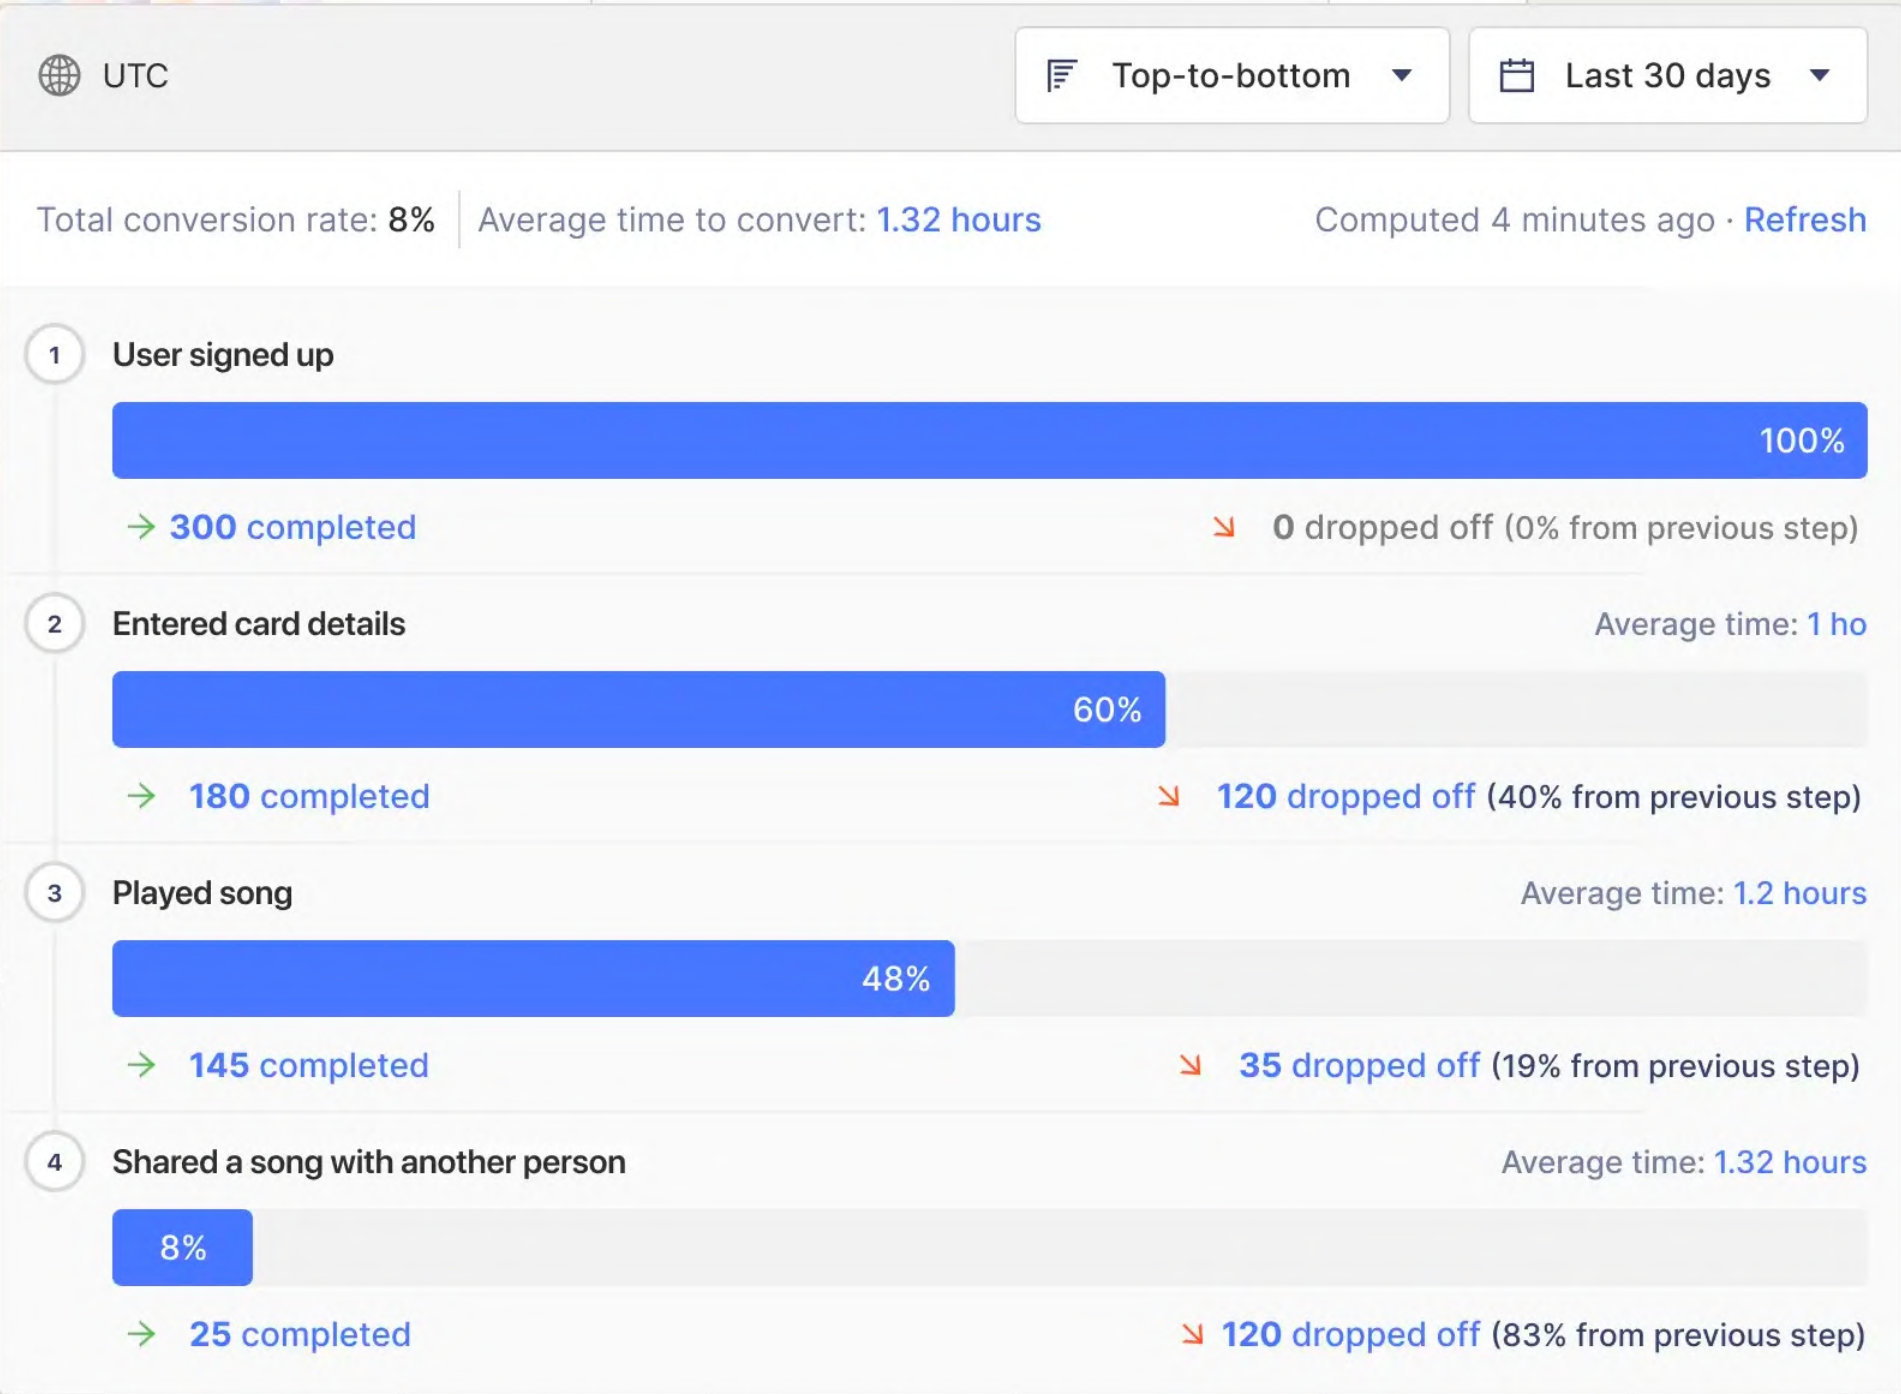 UTC
Top-to-bottom
Last 30 days
Total conversion rate: 8%
Average time to convert: 1.32 hours
Computed 4 minutes ago · Refresh
1
User signed up
100%
300 completed
0 dropped off (0% from previous step)
2
Entered card details
Average time: 1 ho
60%
180 completed
120 dropped off (40% from previous step)
3
Played song
Average time: 1.2 hours
48%
145 completed
35 dropped off (19% from previous step)
4
Shared a song with another person
Average time: 1.32 hours
8%
25 completed
120 dropped off (83% from previous step)